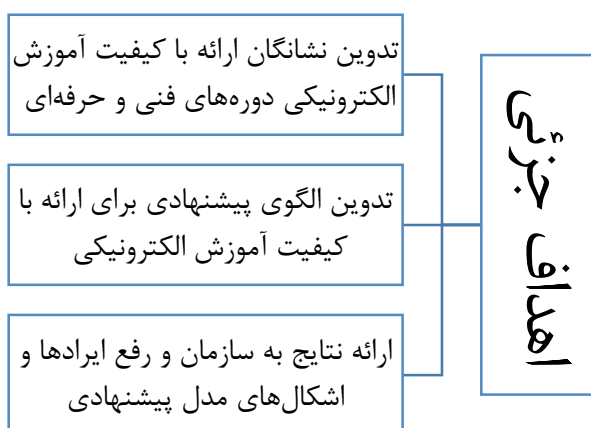 اهداف جزئی
تدوین نشانگان ارائه با کیفیت آموزش
الکترونیکی دوره‌های فنی و حرفه‌ای
تدوین الگوی پیشنهادی برای ارائه با
کیفیت آموزش الکترونیکی
ارائه نتایج به سازمان و رفع ایرادها و
اشکال‌های مدل پیشنهادی